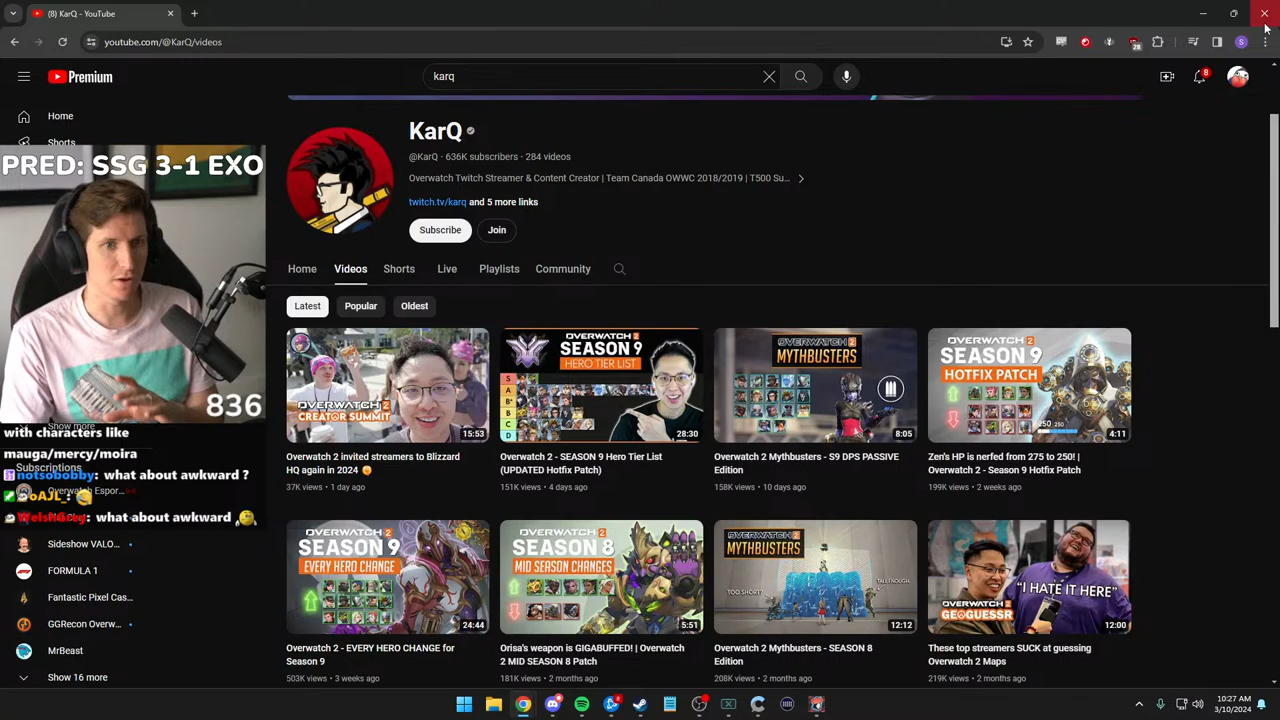 (8) KarQ - YouTube
youtube.com/@KarQ/videos
28
S
Premium
karq
8
Home
Shorts
PRED: SSG 3-1 EXO
836
Show more
with characters like
mauga/mercy/moira
Subscriptions
notsobobby: what about awkward ?
Overwatch Espor...
oAJL_:
WelshGrey: what about awkward
Sideshow VALO...
FORMULA 1
Fantastic Pixel Cas...
GGRecon Overw...
MrBeast
Show 16 more
KarQ
@KarQ · 636K subscribers · 284 videos
Overwatch Twitch Streamer & Content Creator | Team Canada OWWC 2018/2019 | T500 Su...
twitch.tv/karq and 5 more links
Subscribe
Join
Home
Videos
Shorts
Live
Playlists
Community
Latest
Popular
Oldest
OVERWATCH 2
CREATOR SUMMIT
15:53
Overwatch 2 invited streamers to Blizzard
HQ again in 2024
37K views · 1 day ago
OVERWATCH 2
SEASON 9
HERO TIER LIST
S
A
B+
B
C
D
28:30
Overwatch 2 - SEASON 9 Hero Tier List
(UPDATED Hotfix Patch)
151K views · 4 days ago
OVERWATCH 2
MYTHBUSTERS
8:05
Overwatch 2 Mythbusters - S9 DPS PASSIVE
Edition
158K views · 10 days ago
OVERWATCH 2
SEASON 9
HOTFIX PATCH
250 250
4:11
Zen's HP is nerfed from 275 to 250! |
Overwatch 2 - Season 9 Hotfix Patch
199K views · 2 weeks ago
OVERWATCH 2
SEASON 9
EVERY HERO CHANGE
24:44
Overwatch 2 - EVERY HERO CHANGE for
Season 9
503K views · 3 weeks ago
OVERWATCH 2
SEASON 8
MID SEASON CHANGES
5:51
Orisa's weapon is GIGABUFFED! | Overwatch
2 MID SEASON 8 Patch
181K views · 2 months ago
OVERWATCH 2
MYTHBUSTERS
TOO SHORT?
TALL ENOUGH.
12:12
Overwatch 2 Mythbusters - SEASON 8
Edition
208K views · 2 months ago
"I HATE IT HERE"
OVERWATCH 2
GEOGUESSR
12:00
These top streamers SUCK at guessing
Overwatch 2 Maps
219K views · 2 months ago
10:27 AM
3/10/2024